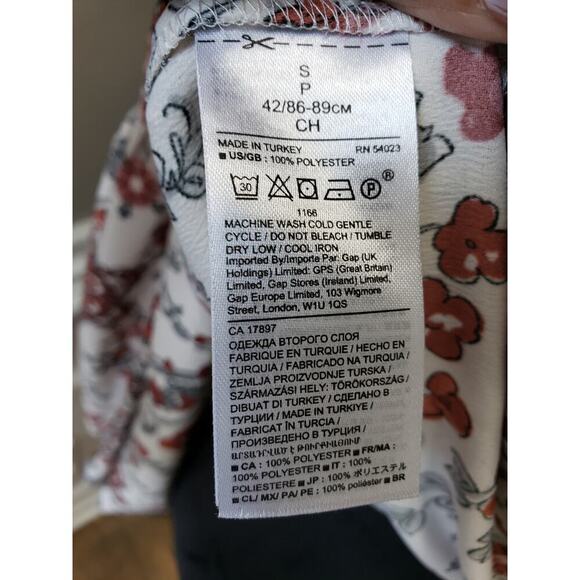 S
P
42/86-89CM
CH
MADE IN TURKEY RN 54023
■ US/GB : 100% POLYESTER
30 P ®
1166
MACHINE WASH COLD GENTLE
CYCLE / DO NOT BLEACH / TUMBLE
DRY LOW / COOL IRON
Imported By/Importe Par: Gap (UK
Holdings) Limited: GPS (Great Britain)
Limited, Gap Stores (Ireland) Limited,
Gap Europe Limited, 103 Wigmore
Street, London, W1U 1QS
CA 17897
ОДЕЖДА ВТОРОГО СЛОЯ
FABRIQUE EN TURQUIE / HECHO EN
TURQUIA / FABRICADO NA TURQUIA /
ZEMLJA PROIZVODNJE TURSKA /
SZÁRMAZÁSI HELY: TÖRÖKORSZÁG /
DIBUAT DI TURKEY / СДЕЛАНО В
ТУРЦИИ / MADE IN TURKIYE /
FABRICAT ÎN TURCIA /
ПРОИЗВЕДЕНО В ТУРЦИЯ /
ԱՐՏԱԴՐՎԱԾ Է ԹՈՒՐՔԻԱՅՈՒՄ
■ CA : 100% POLYESTER ■ FR/MA :
100% POLYESTER ■ IT : 100%
POLIESTERE ■ JP : 100% ポリエステル
■ CL/ MX/ PA/ PE : 100% poliéster ■ BR